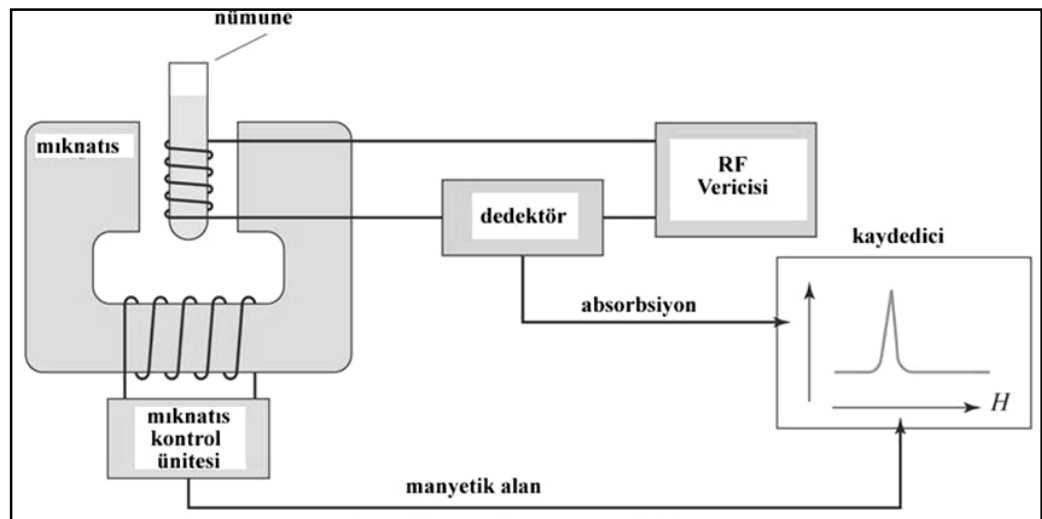 nümune
mıknatıs
RF
Vericisi
dedektör
kaydedici
absorbsiyon
H
mıknatıs
kontrol
ünitesi
manyetik alan